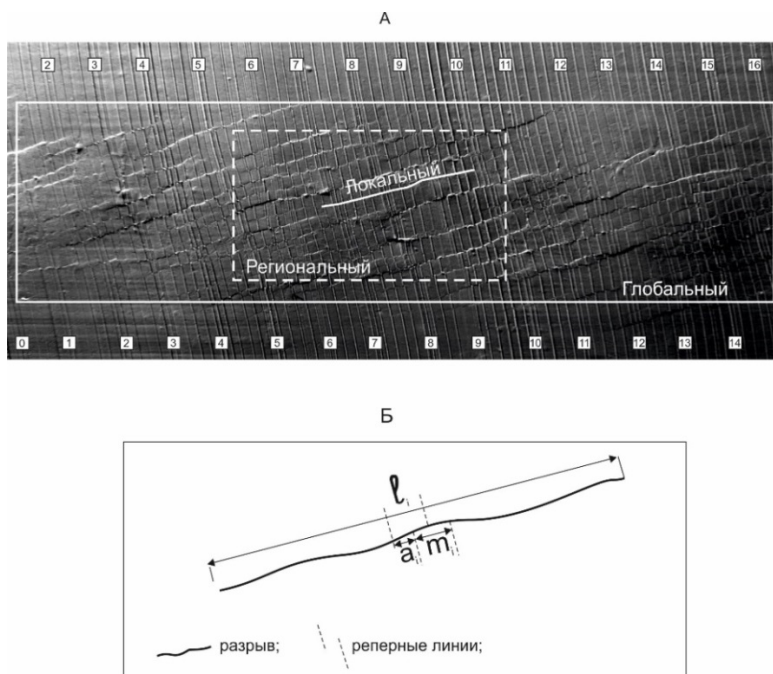 А
2 3 4 5 6 7 8 9 10 11 12 13 14 15 16
Локальный
Региональный
Глобальный
0 1 2 3 4 5 6 7 8 9 10 11 12 13 14
Б
ℓi
a m
разрыв; реперные линии;